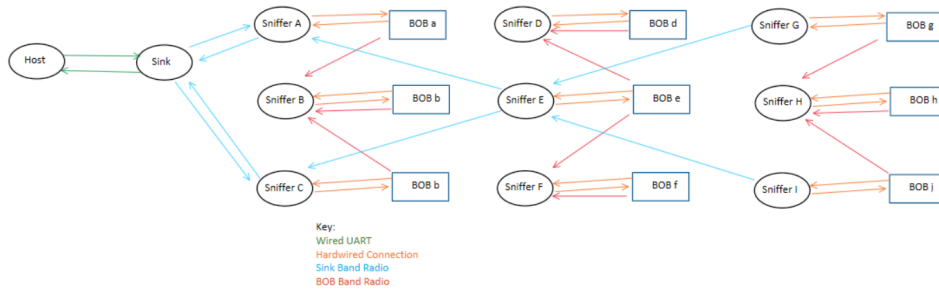 Sniffer A
BOB a
Sniffer D
BOB d
Sniffer G
BOB g
Host
Sink
Sniffer B
BOB b
Sniffer E
BOB e
Sniffer H
BOB h
Sniffer C
BOB b
Sniffer F
BOB f
Sniffer I
BOB j
Key:
Wired UART
Hardwired Connection
Sink Band Radio
BOB Band Radio